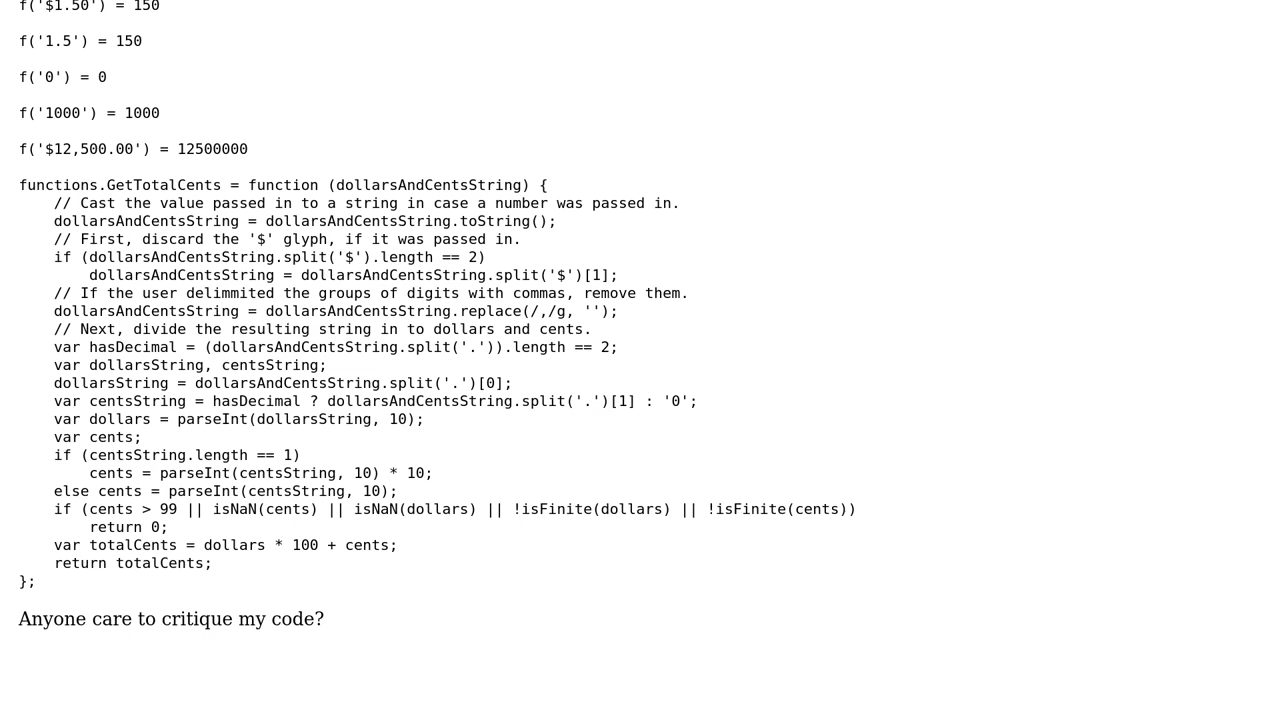 f('$1.50') = 150
f('1.5') = 150
f('0') = 0
f('1000') = 1000
f('$12,500.00') = 12500000
functions.GetTotalCents = function (dollarsAndCentsString) {
    // Cast the value passed in to a string in case a number was passed in.
    dollarsAndCentsString = dollarsAndCentsString.toString();
    // First, discard the '$' glyph, if it was passed in.
    if (dollarsAndCentsString.split('$').length == 2)
        dollarsAndCentsString = dollarsAndCentsString.split('$')[1];
    // If the user delimmited the groups of digits with commas, remove them.
    dollarsAndCentsString = dollarsAndCentsString.replace(/,/g, '');
    // Next, divide the resulting string in to dollars and cents.
    var hasDecimal = (dollarsAndCentsString.split('.')).length == 2;
    var dollarsString, centsString;
    dollarsString = dollarsAndCentsString.split('.')[0];
    var centsString = hasDecimal ? dollarsAndCentsString.split('.')[1] : '0';
    var dollars = parseInt(dollarsString, 10);
    var cents;
    if (centsString.length == 1)
        cents = parseInt(centsString, 10) * 10;
    else cents = parseInt(centsString, 10);
    if (cents > 99 || isNaN(cents) || isNaN(dollars) || !isFinite(dollars) || !isFinite(cents))
        return 0;
    var totalCents = dollars * 100 + cents;
    return totalCents;
};
Anyone care to critique my code?